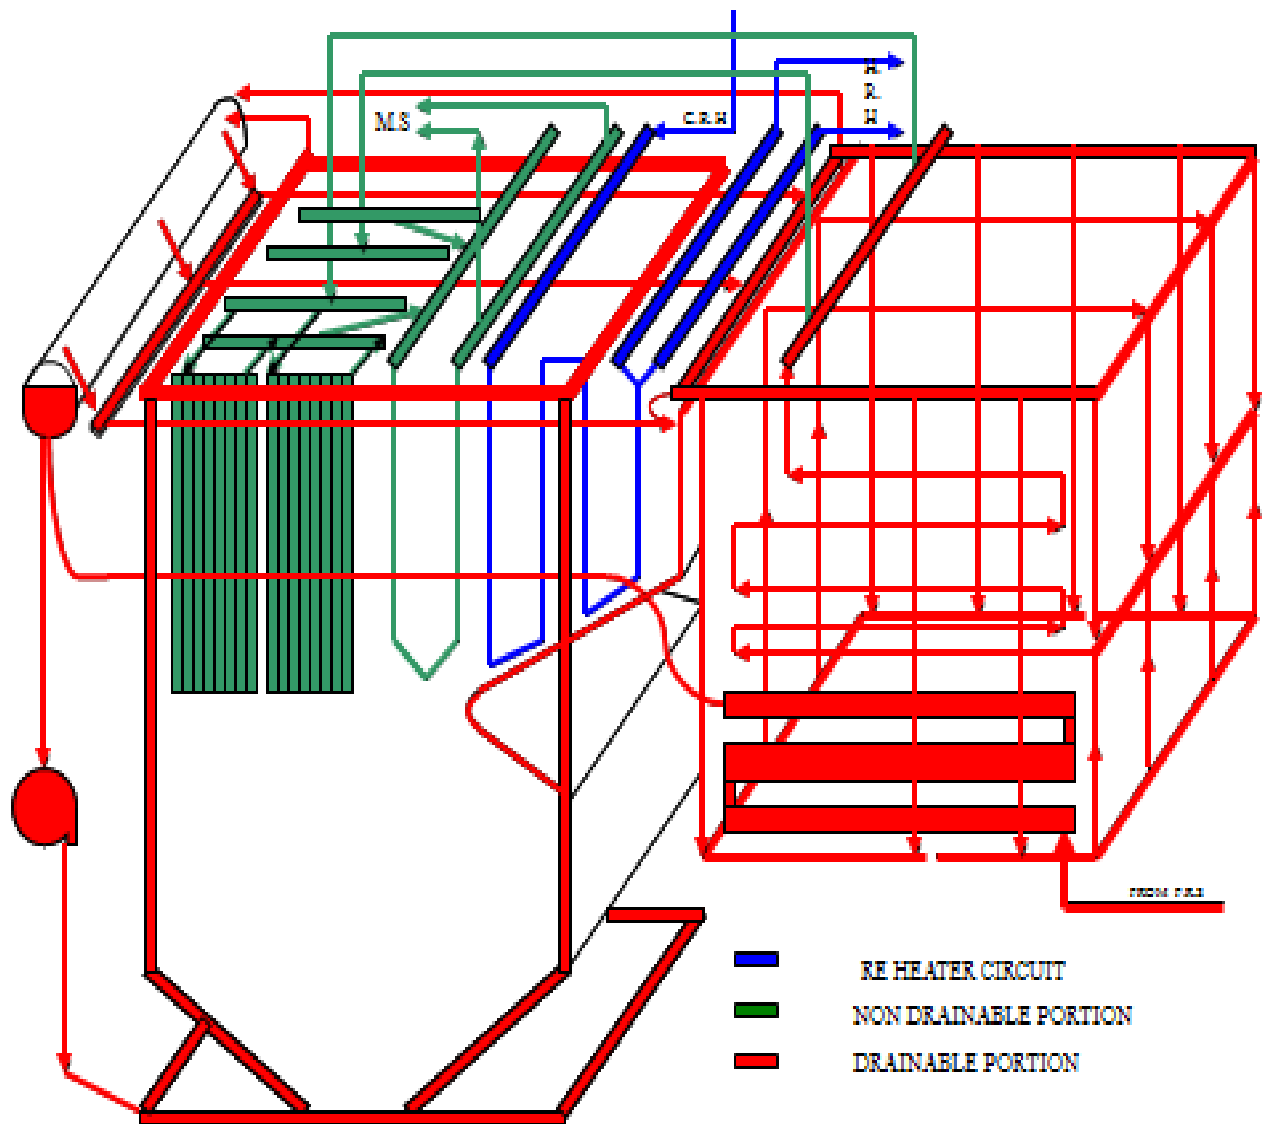 H.
R.
H
M.S
C.R.H
RE HEATER CIRCUIT
NON DRAINABLE PORTION
DRAINABLE PORTION